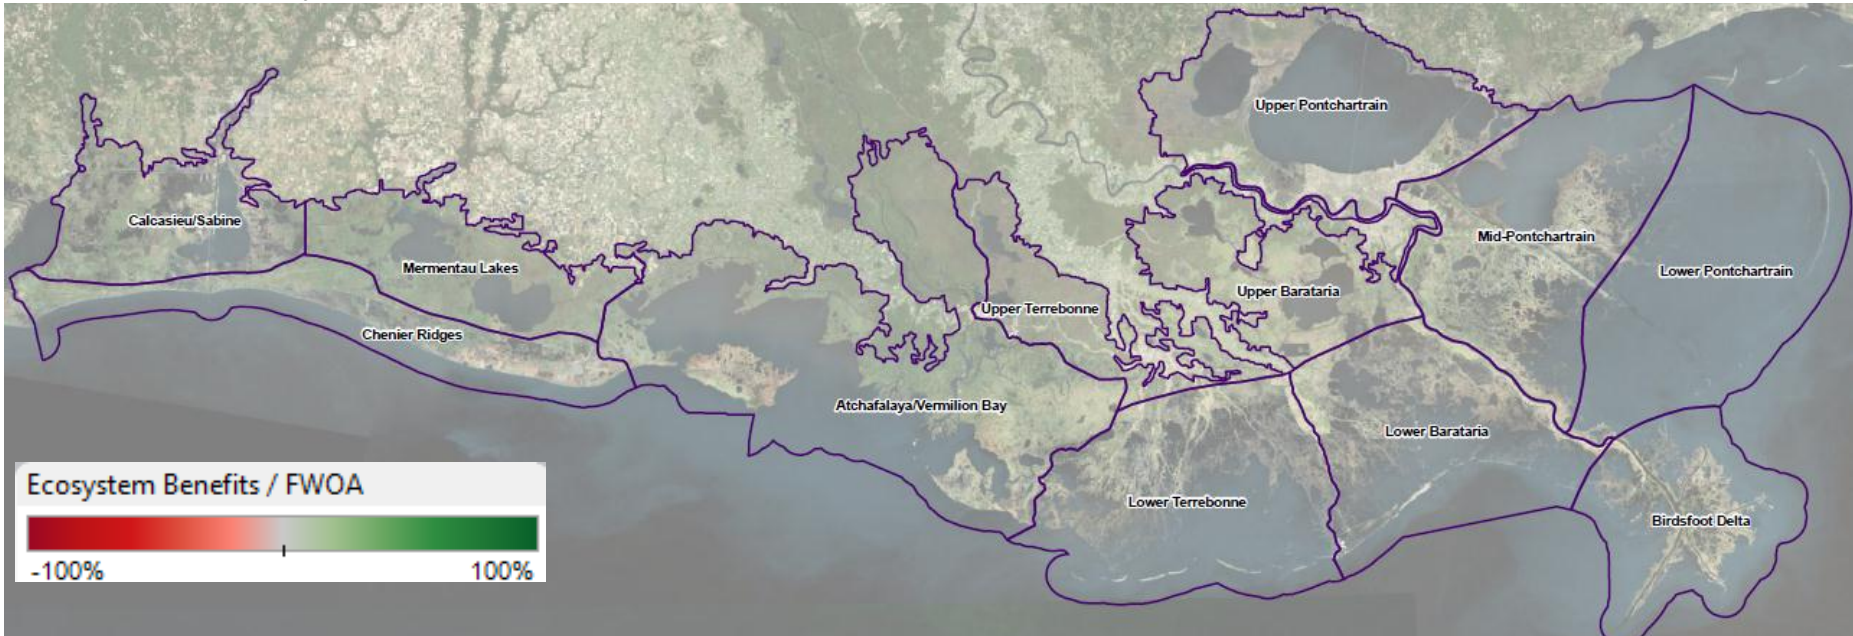 Upper Pontchartrain
Calcasieu/Sabine
Mid-Pontchartrain
Mermentau Lakes
Lower Pontchartrain
Upper Barataria
Upper Terrebonne
Chenier Ridges
Atchafalaya/Vermilion Bay
Lower Barataria
Ecosystem Benefits / FWOA
-100%
100%
Lower Terrebonne
Birdsfoot Delta